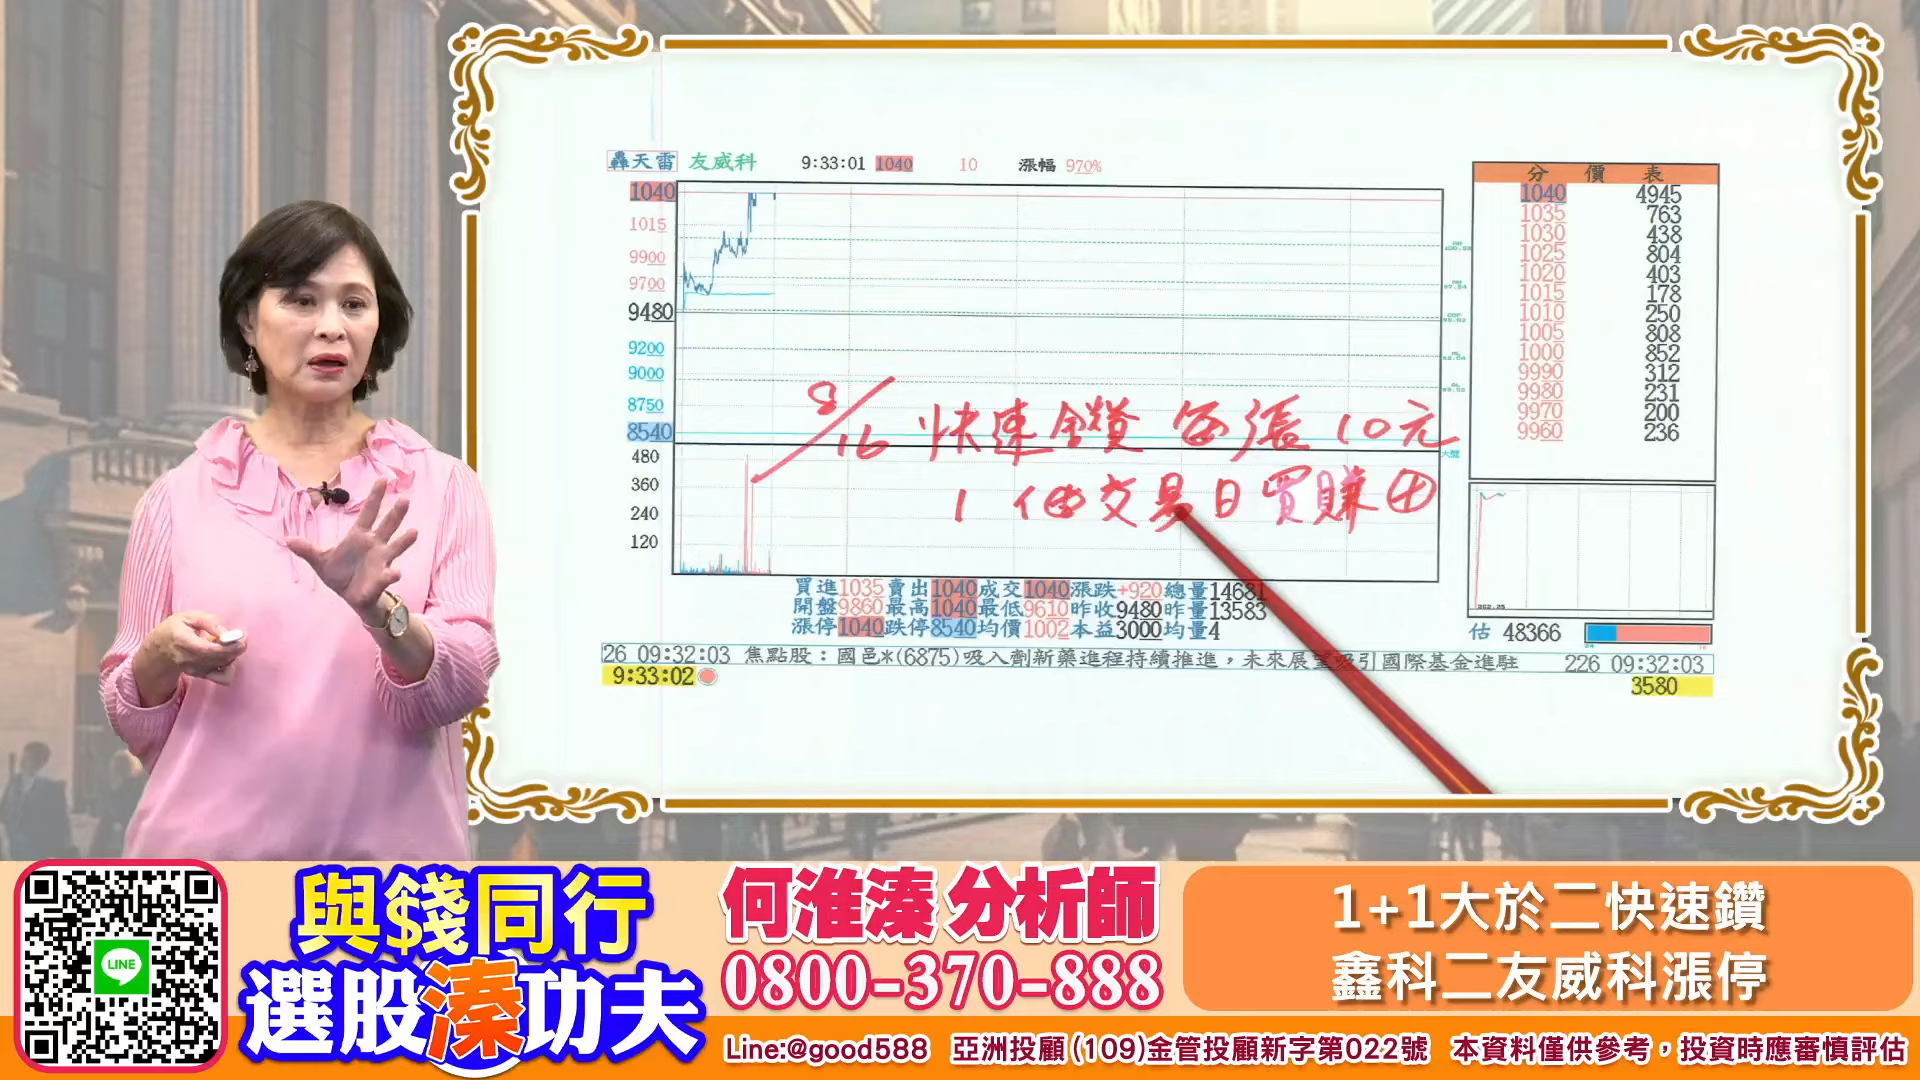 轟天雷 友威科 9:33:01 1040 10 漲幅 970%
1040
1015
9900
9700
9480
9200
9000
8750
8540
480
360
240
120
8/16 快速鑽 每張10元
1個交易日買賺
分 價 表
1040 4945
1035 763
1030 438
1025 804
1020 403
1015 178
1010 250
1005 808
1000 852
9990 312
9980 231
9970 200
9960 236
大盤
買進1035賣出1040成交1040漲跌+920總量14681
開盤9860最高1040最低9610昨收9480昨量13583
漲停1040跌停8540均價1002本益3000均量4
估 48366
26 09:32:03 焦點股：國邑*(6875)吸入劑新藥進程持續推進，未來展望吸引國際基金進駐 226 09:32:03
9:33:02 3580
LINE
與錢同行
選股溱功夫
何淮溱 分析師
0800-370-888
1+1大於二快速鑽
鑫科二友威科漲停
Line:@good588 亞洲投顧 (109)金管投顧新字第022號 本資料僅供參考，投資時應審慎評估